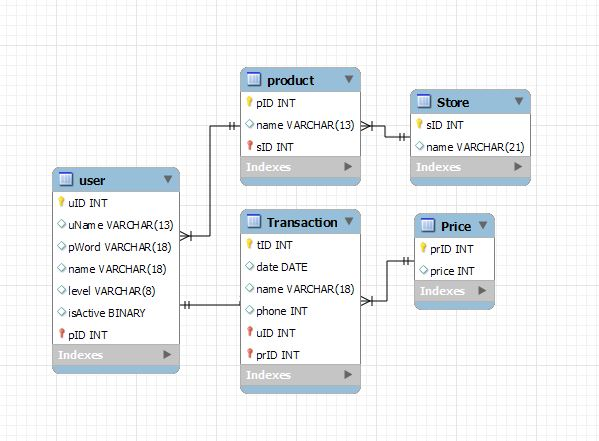 product
pID INT
name VARCHAR(13)
sID INT
Indexes
Store
sID INT
name VARCHAR(21)
Indexes
user
uID INT
uName VARCHAR(13)
pWord VARCHAR(18)
name VARCHAR(18)
level VARCHAR(8)
isActive BINARY
pID INT
Indexes
Transaction
tID INT
date DATE
name VARCHAR(18)
phone INT
uID INT
prID INT
Indexes
Price
prID INT
price INT
Indexes